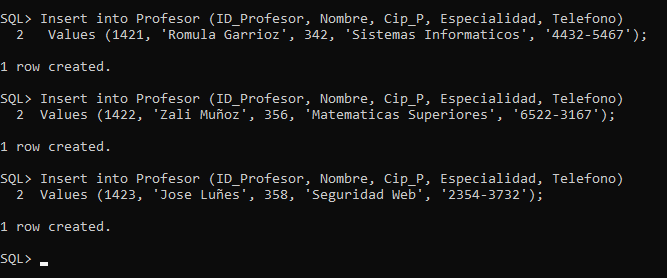 SQL> Insert into Profesor (ID_Profesor, Nombre, Cip_P, Especialidad, Telefono)
  2   Values (1421, 'Romula Garrioz', 342, 'Sistemas Informaticos', '4432-5467');
1 row created.
SQL> Insert into Profesor (ID_Profesor, Nombre, Cip_P, Especialidad, Telefono)
  2  Values (1422, 'Zali Muñoz', 356, 'Matematicas Superiores', '6522-3167');
1 row created.
SQL> Insert into Profesor (ID_Profesor, Nombre, Cip_P, Especialidad, Telefono)
  2  Values (1423, 'Jose Luñes', 358, 'Seguridad Web', '2354-3732');
1 row created.
SQL>